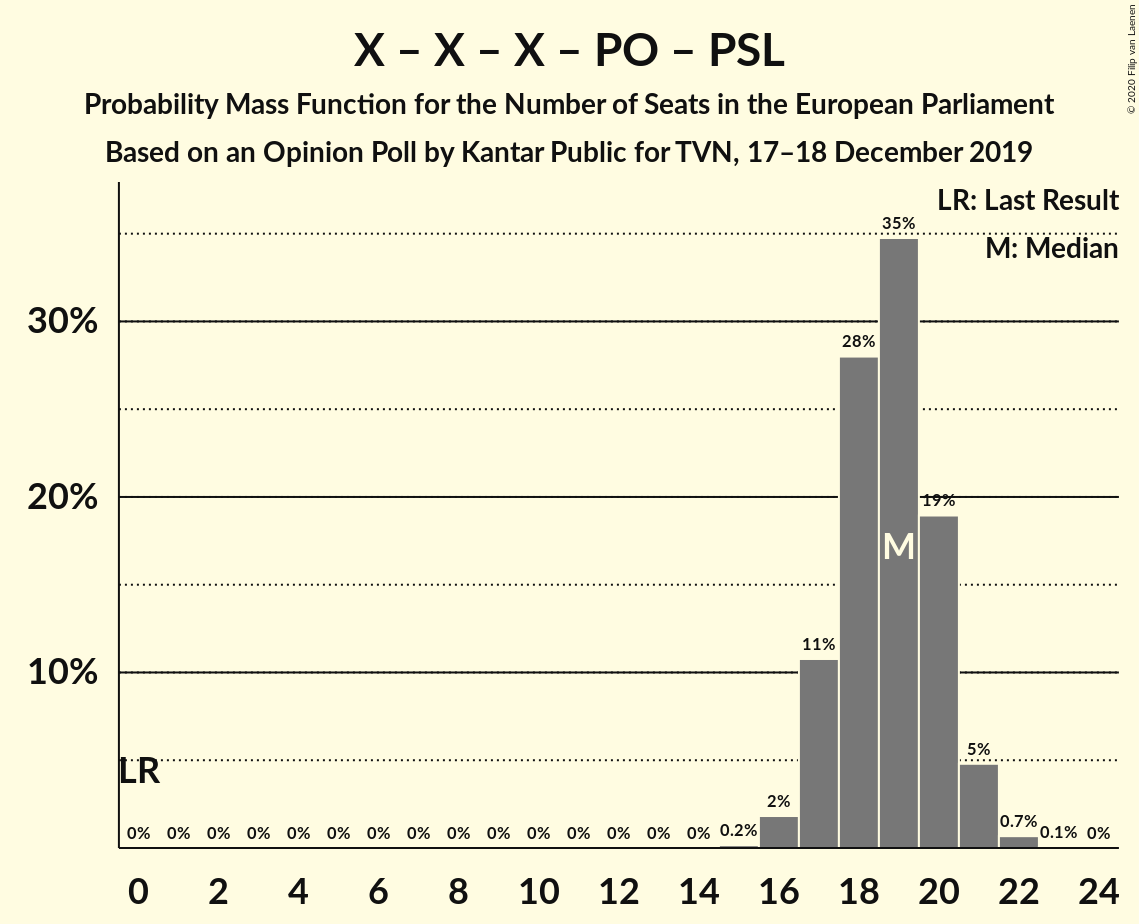 X – X – X – PO – PSL
Probability Mass Function for the Number of Seats in the European Parliament
Based on an Opinion Poll by Kantar Public for TVN, 17–18 December 2019
© 2020 Filip van Laenen
LR: Last Result
M: Median
35%
30%
28%
20%
19%
M
11%
10%
LR
5%
2%
0% 0% 0% 0% 0% 0% 0% 0% 0% 0% 0% 0% 0% 0% 0% 0.2% 0.7% 0.1% 0%
0 2 4 6 8 10 12 14 16 18 20 22 24